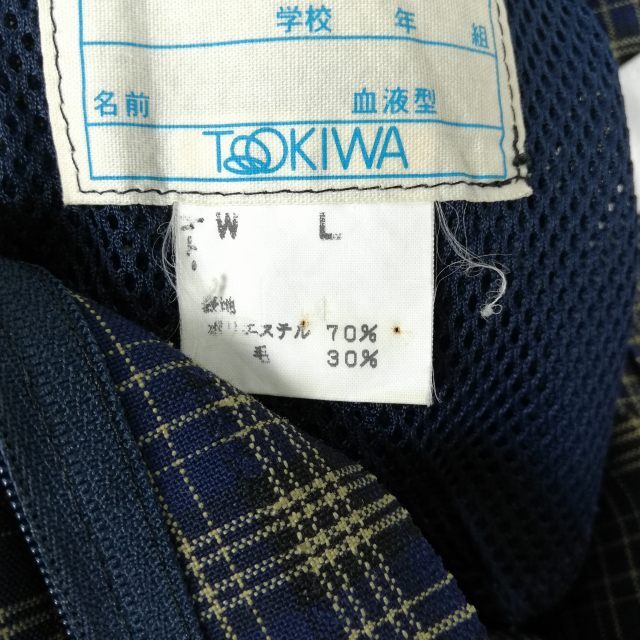 学校 年 組
名前 血液型
TOOKIWA
W L
ポリエステル 70%
毛 30%